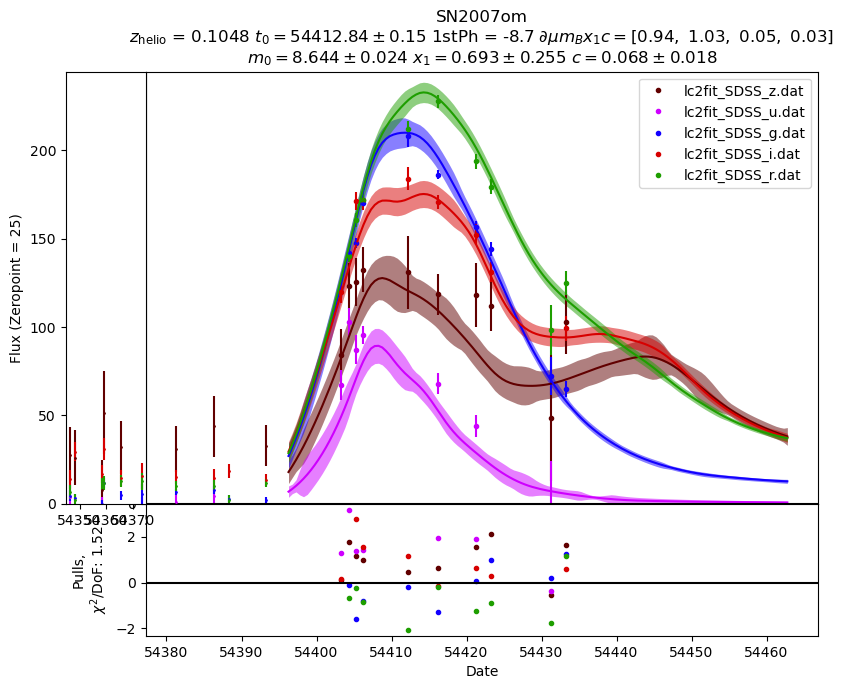 SN2007om
z_helio = 0.1048 t_0 = 54412.84 ± 0.15 1stPh = -8.7 ∂μm_Bx_1c = [0.94, 1.03, 0.05, 0.03]
m_0 = 8.644 ± 0.024 x_1 = 0.693 ± 0.255 c = 0.068 ± 0.018
lc2fit_SDSS_z.dat
lc2fit_SDSS_u.dat
lc2fit_SDSS_g.dat
lc2fit_SDSS_i.dat
lc2fit_SDSS_r.dat
Flux (Zeropoint = 25)
200
150
100
50
0
54350 54360 54370
Pulls,
χ²/DoF: 1.52
2
0
−2
54380 54390 54400 54410 54420 54430 54440 54450 54460
Date